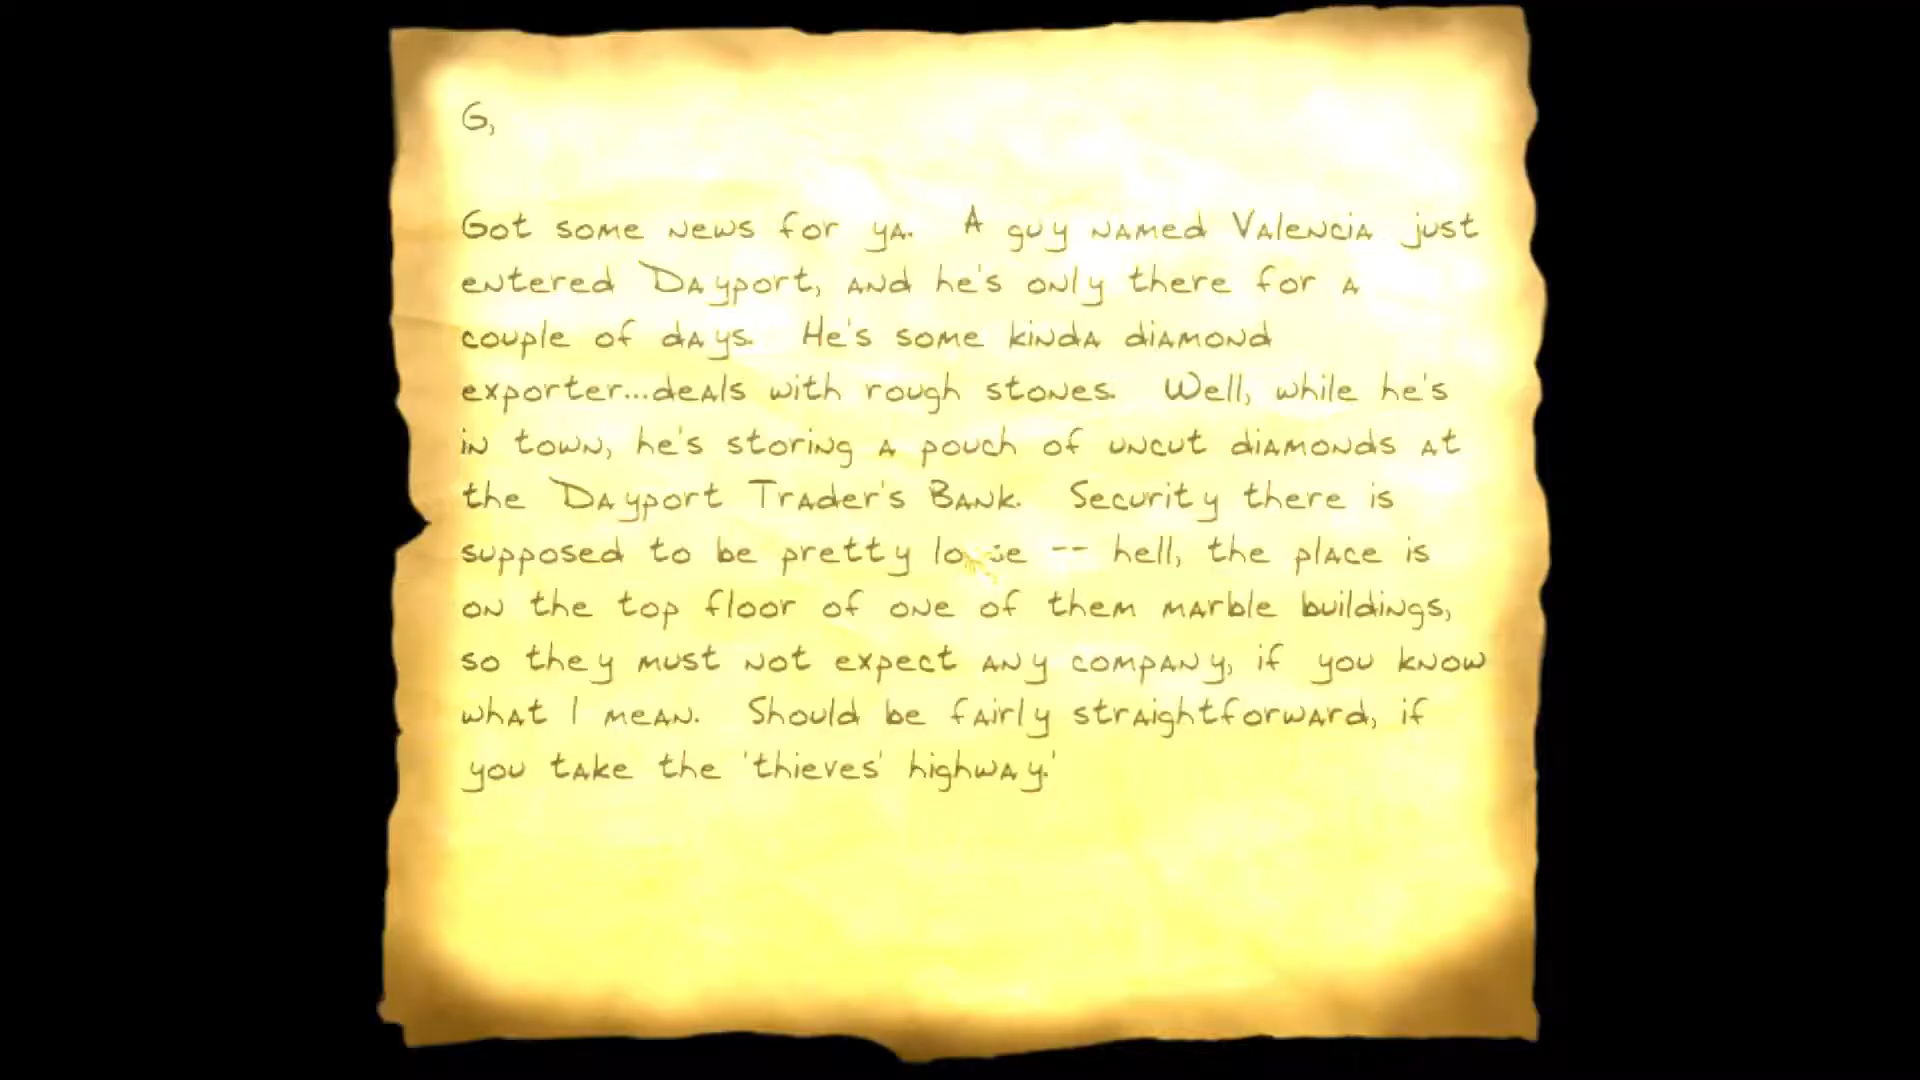 G,
Got some news for ya. A guy named Valencia just
entered Dayport, and he's only there for a
couple of days. He's some kinda diamond
exporter...deals with rough stones. Well, while he's
in town, he's storing a pouch of uncut diamonds at
the Dayport Trader's Bank. Security there is
supposed to be pretty loose -- hell, the place is
on the top floor of one of them marble buildings,
so they must not expect any company, if you know
what I mean. Should be fairly straightforward, if
you take the 'thieves' highway.'